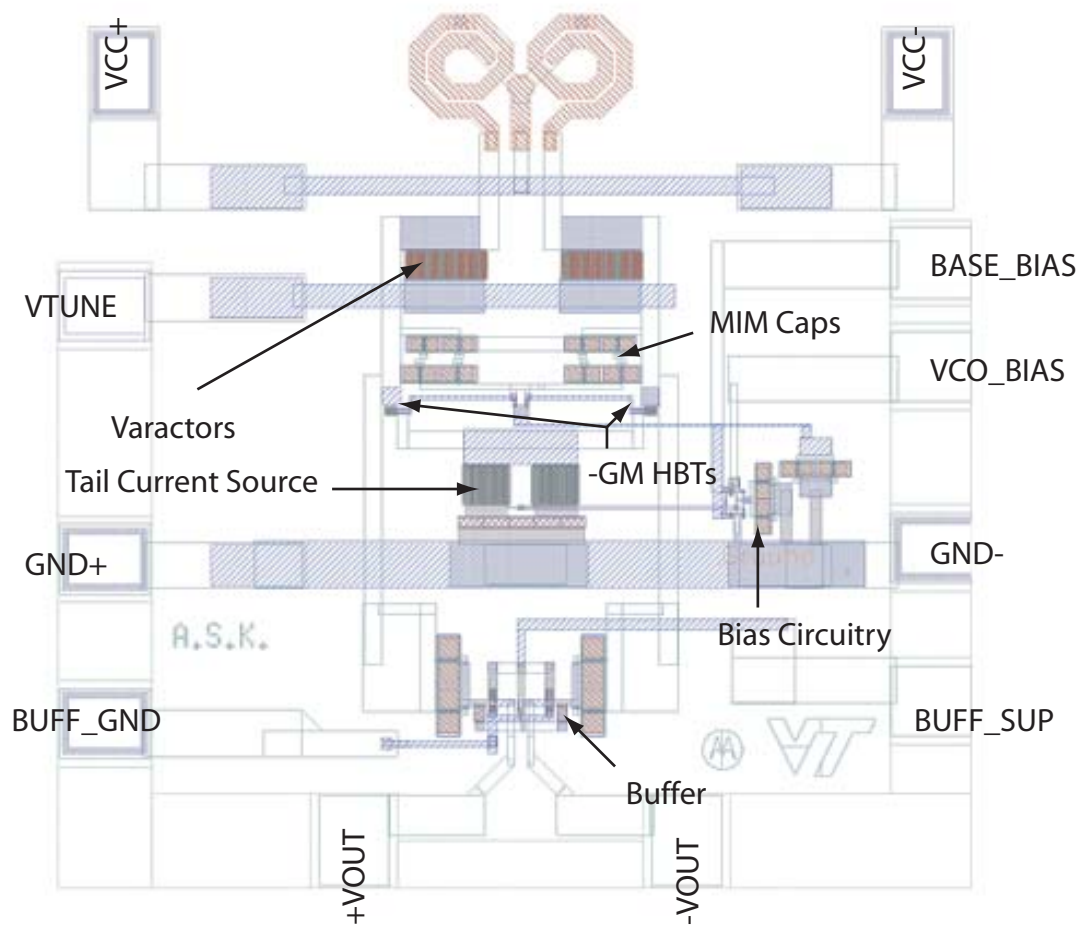 VCC+
VCC-
BASE_BIAS
VTUNE
MIM Caps
VCO_BIAS
Varactors
-GM HBTs
Tail Current Source
GND+
GND-
A.S.K.
Bias Circuitry
BUFF_GND
BUFF_SUP
VT
Buffer
+VOUT
-VOUT